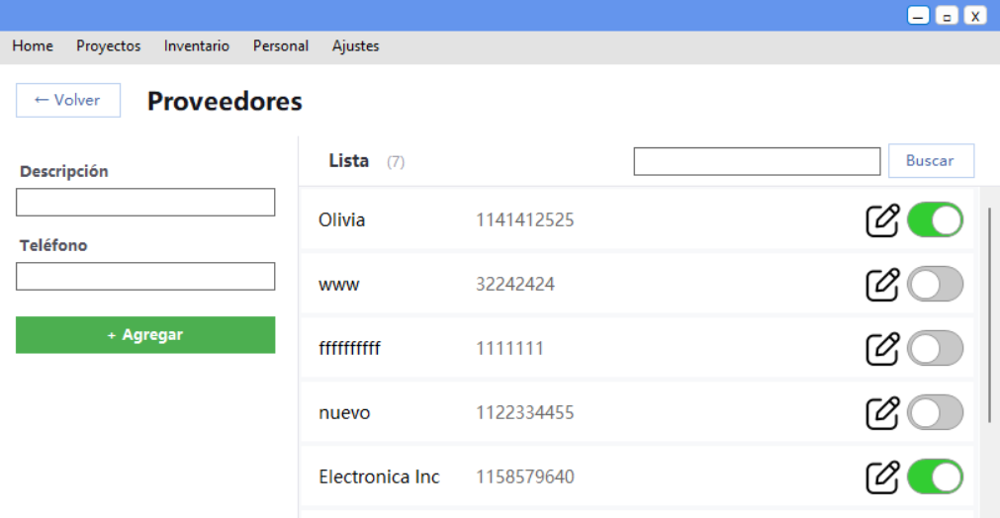 Home Proyectos Inventario Personal Ajustes
← Volver Proveedores
Lista (7) Buscar
Descripción
Teléfono
+ Agregar
Olivia 1141412525
www 32242424
ffffffffff 1111111
nuevo 1122334455
Electronica Inc 1158579640